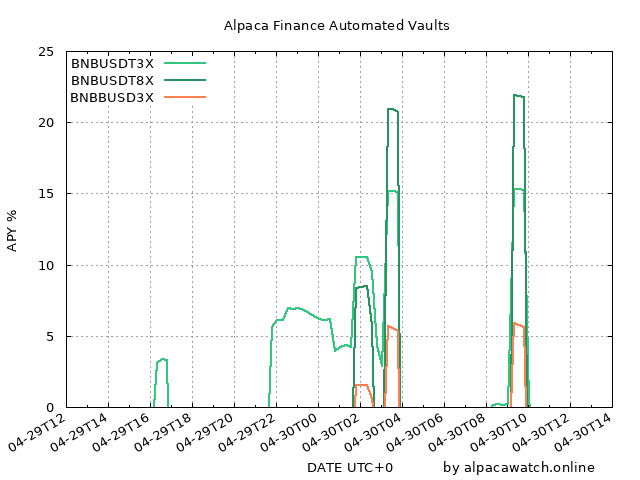 Alpaca Finance Automated Vaults
BNBUSDT3X
BNBUSDT8X
BNBBUSD3X
APY %
25
20
15
10
5
0
04-29T12
04-29T14
04-29T16
04-29T18
04-29T20
04-29T22
04-30T00
04-30T02
04-30T04
04-30T06
04-30T08
04-30T10
04-30T12
04-30T14
DATE UTC+0
by alpacawatch.online